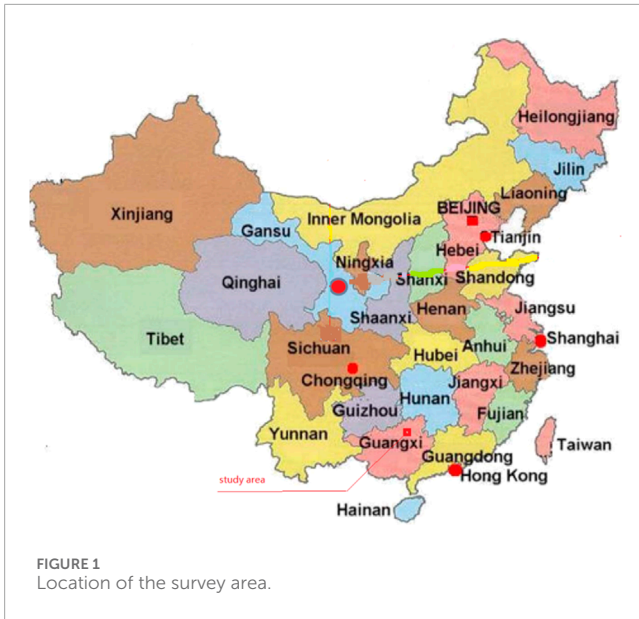 Heilongjiang
Jilin
Liaoning
BEIJING
Xinjiang
Inner Mongolia
Gansu
Tianjin
Hebei
Ningxia
Qinghai
Shanxi
Shandong
Shaanxi
Henan
Jiangsu
Tibet
Shanghai
Sichuan
Anhui
Hubei
Zhejiang
Chongqing
Jiangxi
Hunan
Guizhou
Fujian
Yunnan
Guangxi
Taiwan
Guangdong
study area
Hong Kong
Hainan
FIGURE 1
Location of the survey area.